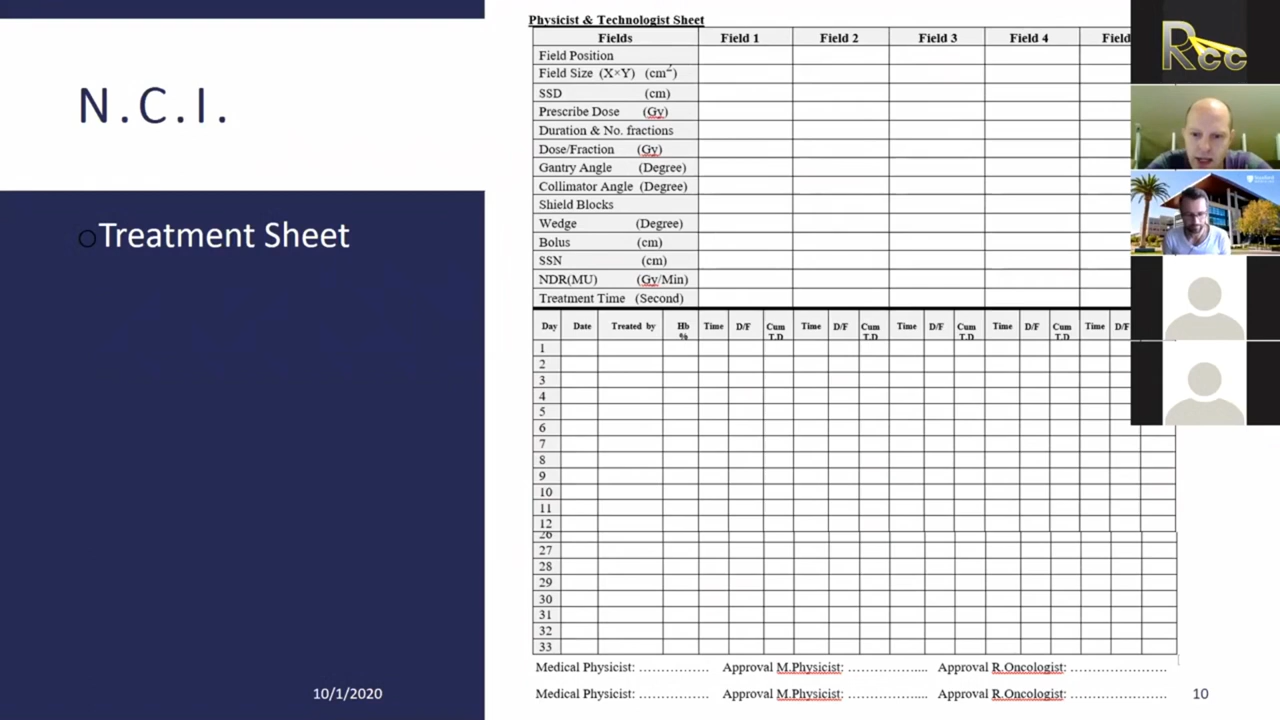 N.C.I.
Treatment Sheet
10/1/2020
Physicist & Technologist Sheet
Fields Field 1 Field 2 Field 3 Field 4 Field
Field Position
Field Size (X×Y) (cm²)
SSD (cm)
Prescribe Dose (Gy)
Duration & No. fractions
Dose/Fraction (Gy)
Gantry Angle (Degree)
Collimator Angle (Degree)
Shield Blocks
Wedge (Degree)
Bolus (cm)
SSN (cm)
NDR(MU) (Gy/Min)
Treatment Time (Second)
Day Date Treated by Hb % Time D/F Cum T.D Time D/F Cum T.D Time D/F Cum T.D Time D/F Cum T.D Time D/F
1
2
3
4
5
6
7
8
9
10
11
12
26
27
28
29
30
31
32
33
Medical Physicist: …………… Approval M.Physicist: ……………..... Approval R.Oncologist: …………………
Medical Physicist: …………… Approval M.Physicist: ……………..... Approval R.Oncologist: …………………
10
Rcc